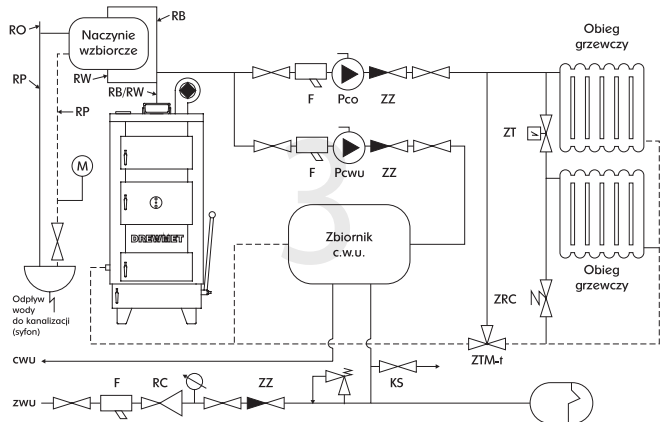 RO
RP
Naczynie
wzbiorcze
RB
RW
RB/RW
RP
M
F
Pco
ZZ
F
Pcwu
ZZ
Obieg
grzewczy
ZT
Obieg
grzewczy
ZRC
3
Zbiornik
c.w.u.
DREWMET
Odpływ
wody
do kanalizacji
(syfon)
ZTM-t
CWU
KS
ZWU
F
RC
ZZ